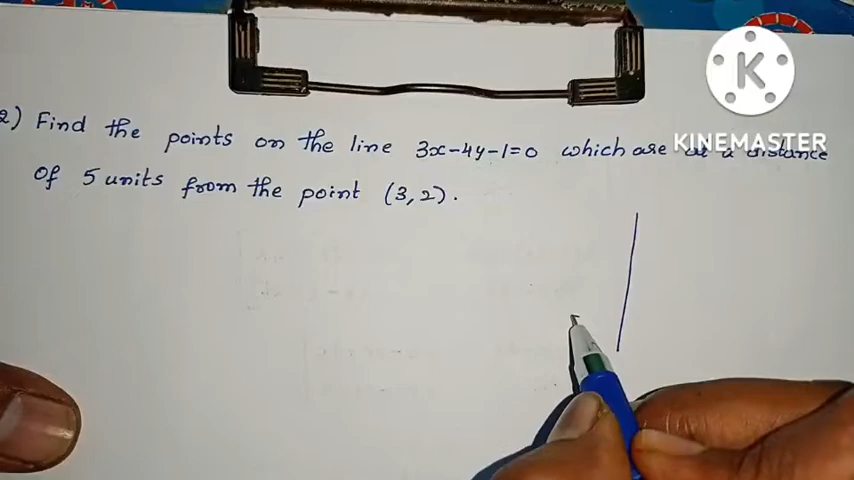 2) Find the points on the line 3x-4y-1=0 which are at a distance
of 5 units from the point (3,2).
K
KINEMASTER